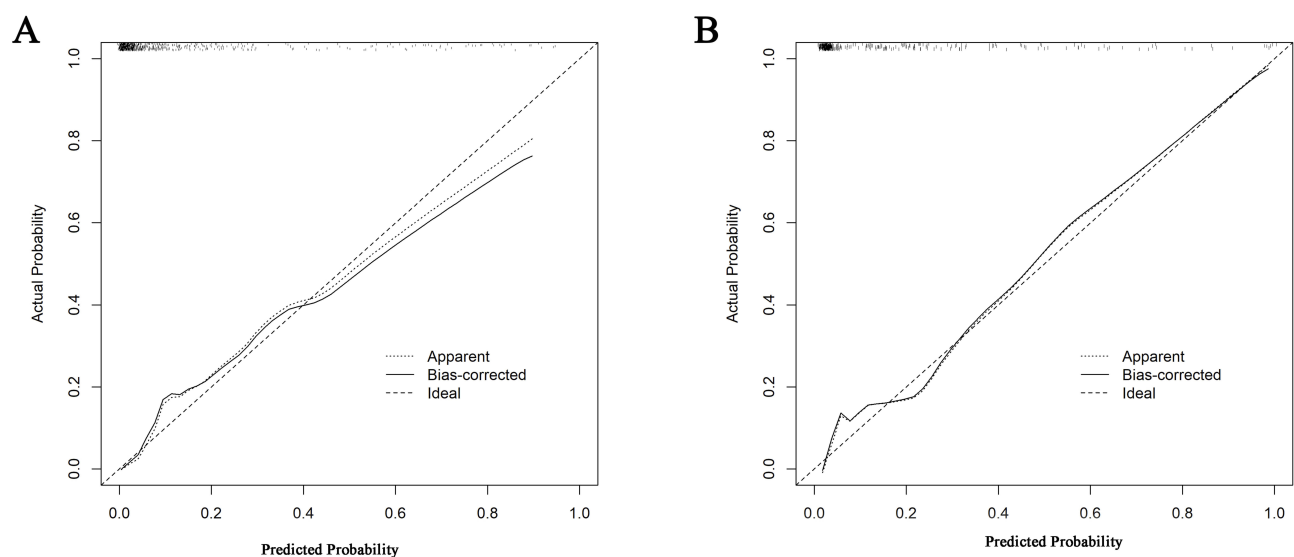 A
1.0
0.8
0.6
0.4
0.2
0.0
Actual Probability
Apparent
Bias-corrected
Ideal
0.0 0.2 0.4 0.6 0.8 1.0
Predicted Probability
B
1.0
0.8
0.6
0.4
0.2
0.0
Actual Probability
Apparent
Bias-corrected
Ideal
0.0 0.2 0.4 0.6 0.8 1.0
Predicted Probability